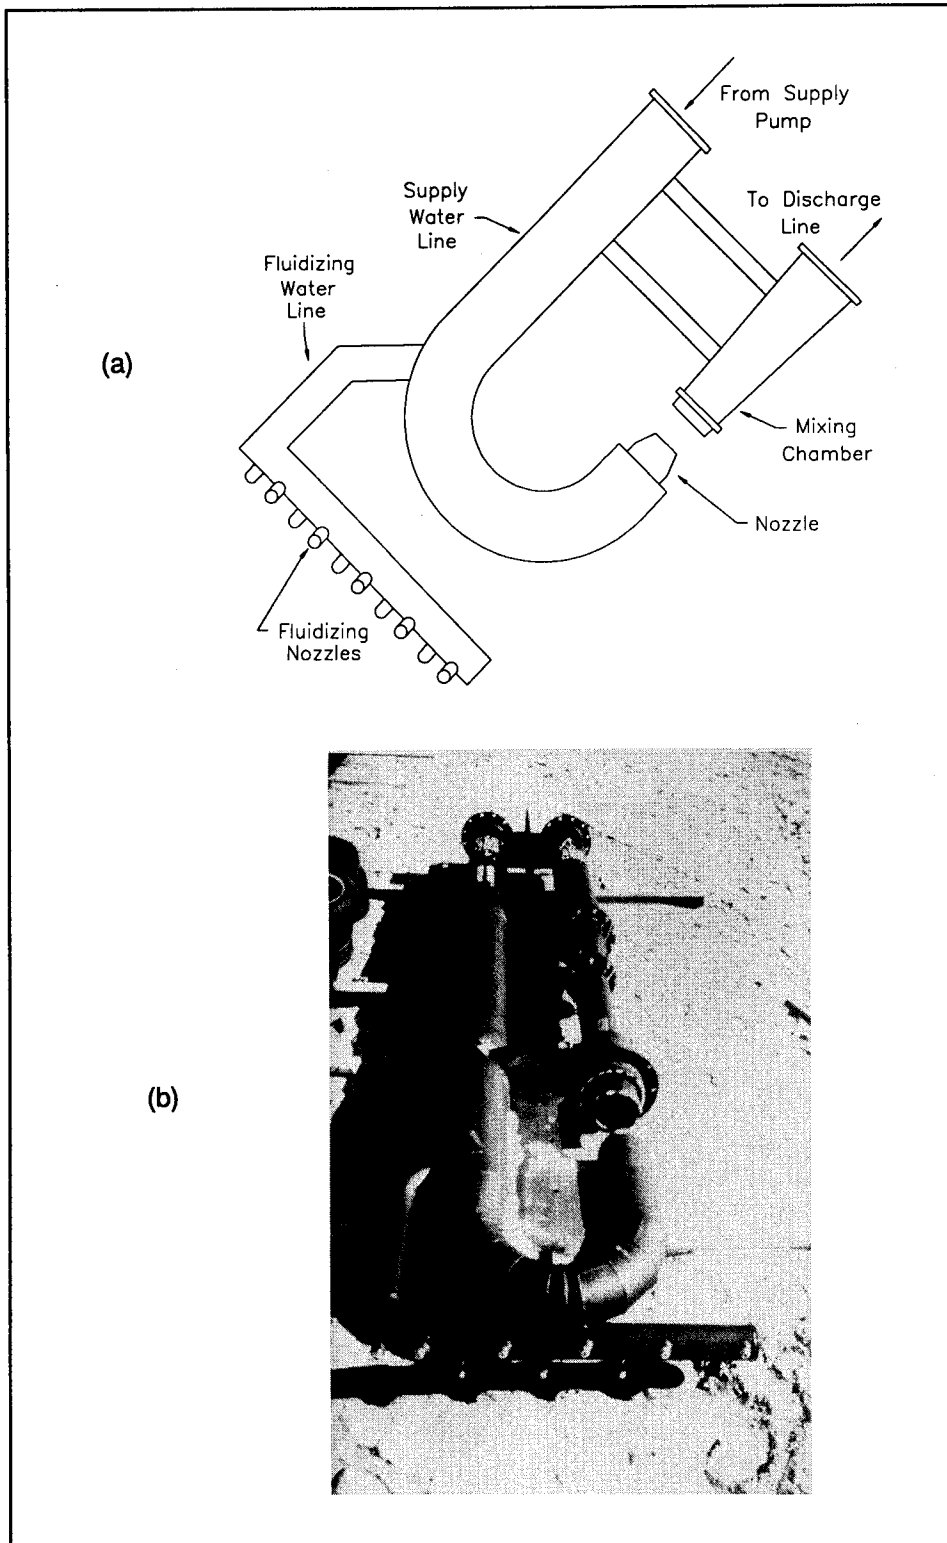 From Supply
Pump
Supply
Water
Line
To Discharge
Line
Fluidizing
Water
Line
(a)
Mixing
Chamber
Nozzle
Fluidizing
Nozzles
(b)